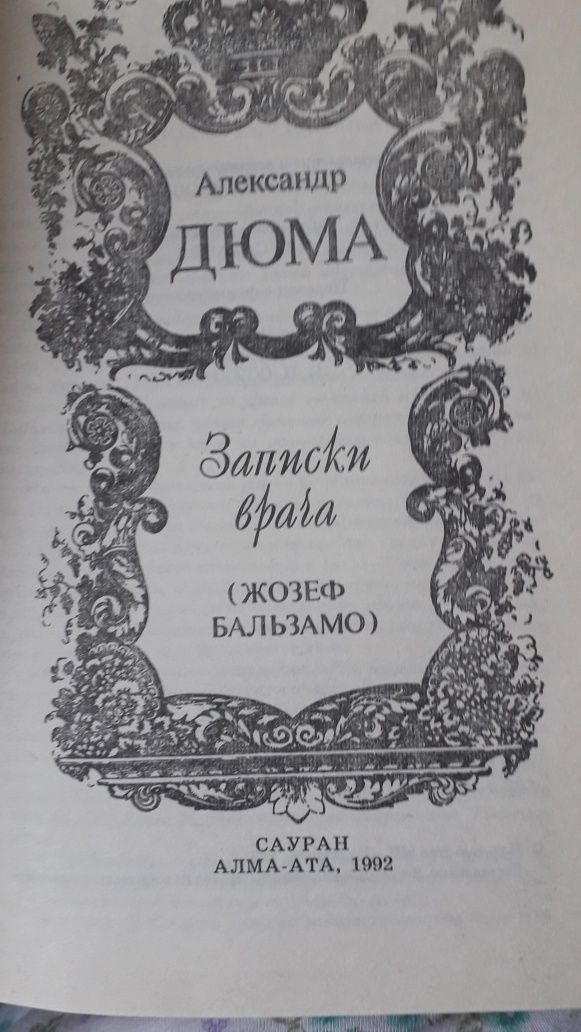 Александр
ДЮМА
Записки
врача
(ЖОЗЕФ
БАЛЬЗАМО)
САУРАН
АЛМА-АТА, 1992